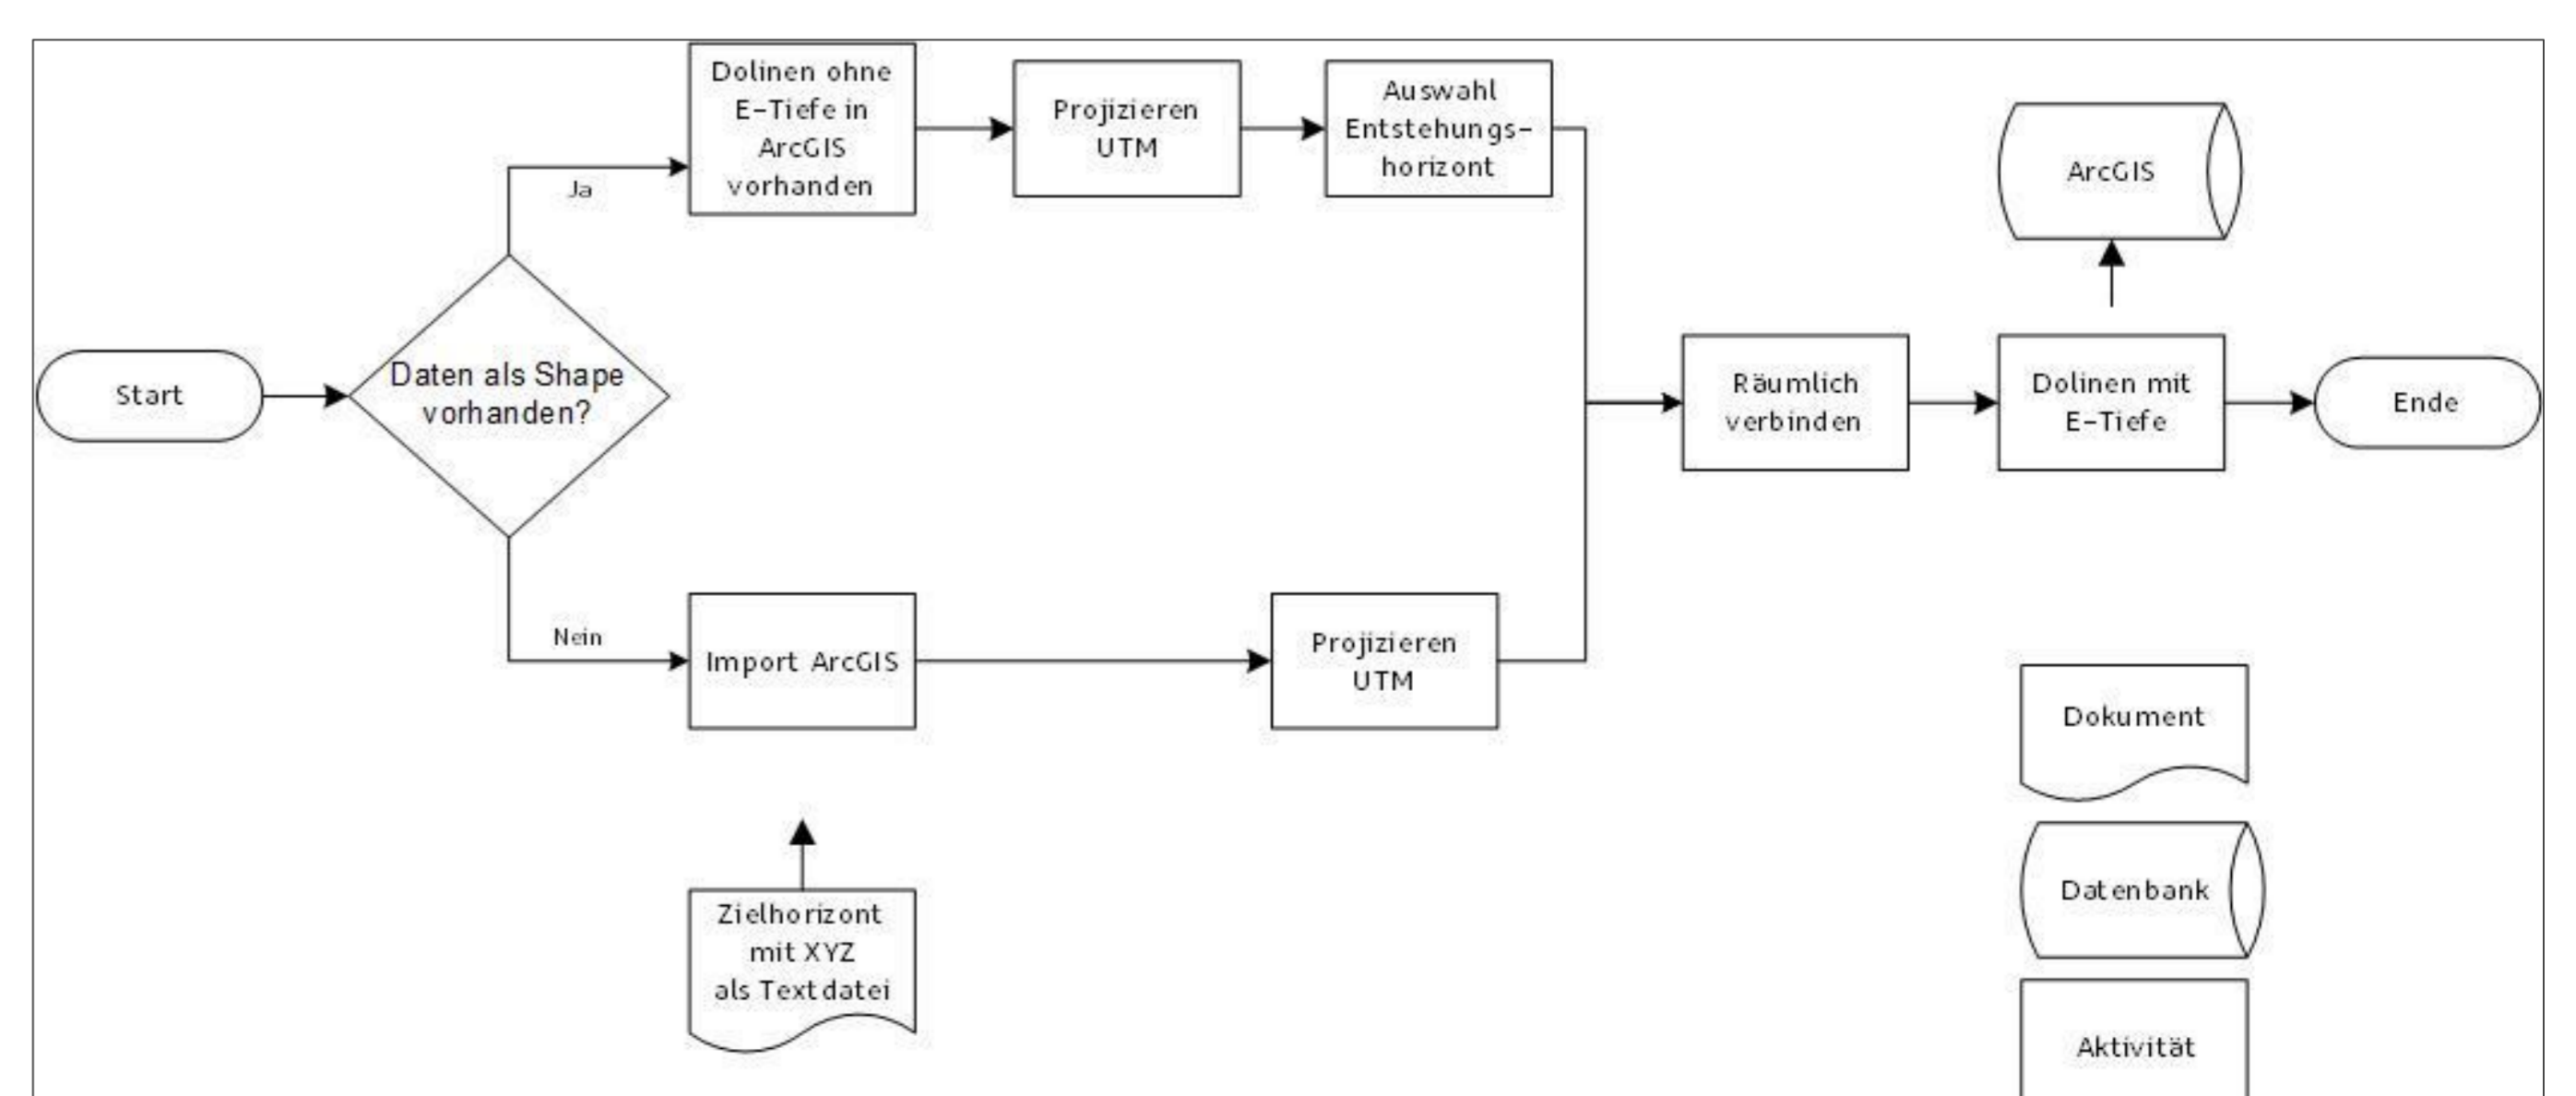 Dolinen ohne
E-Tiefe in
ArcGIS
vorhanden
Projizieren
UTM
Auswahl
Entstehungs-
horizont
ArcGIS
Ja
Start
Daten als Shape
vorhanden?
Räumlich
verbinden
Dolinen mit
E-Tiefe
Ende
Nein
Import ArcGIS
Projizieren
UTM
Dokument
Datenbank
Zielhorizont
mit XYZ
als Textdatei
Aktivität